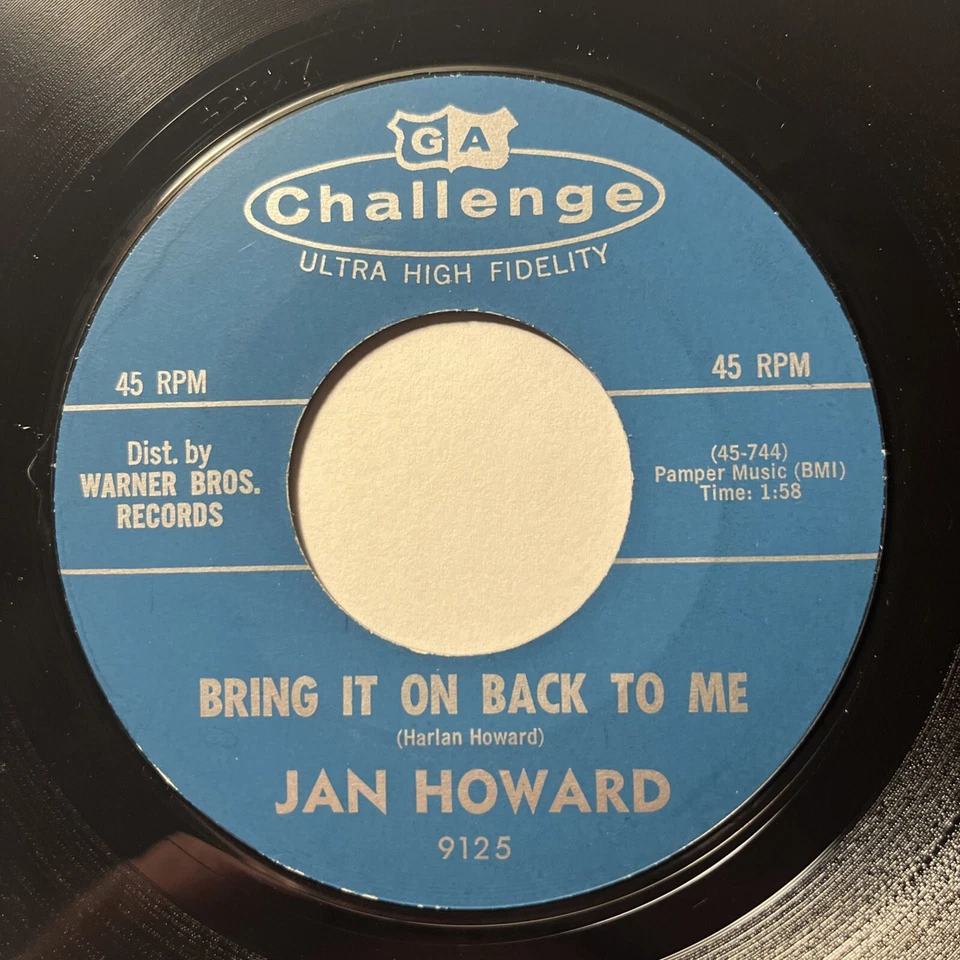 GA
Challenge
ULTRA HIGH FIDELITY
45 RPM
45 RPM
Dist. by
WARNER BROS.
RECORDS
(45-744)
Pamper Music (BMI)
Time: 1:58
BRING IT ON BACK TO ME
(Harlan Howard)
JAN HOWARD
9125